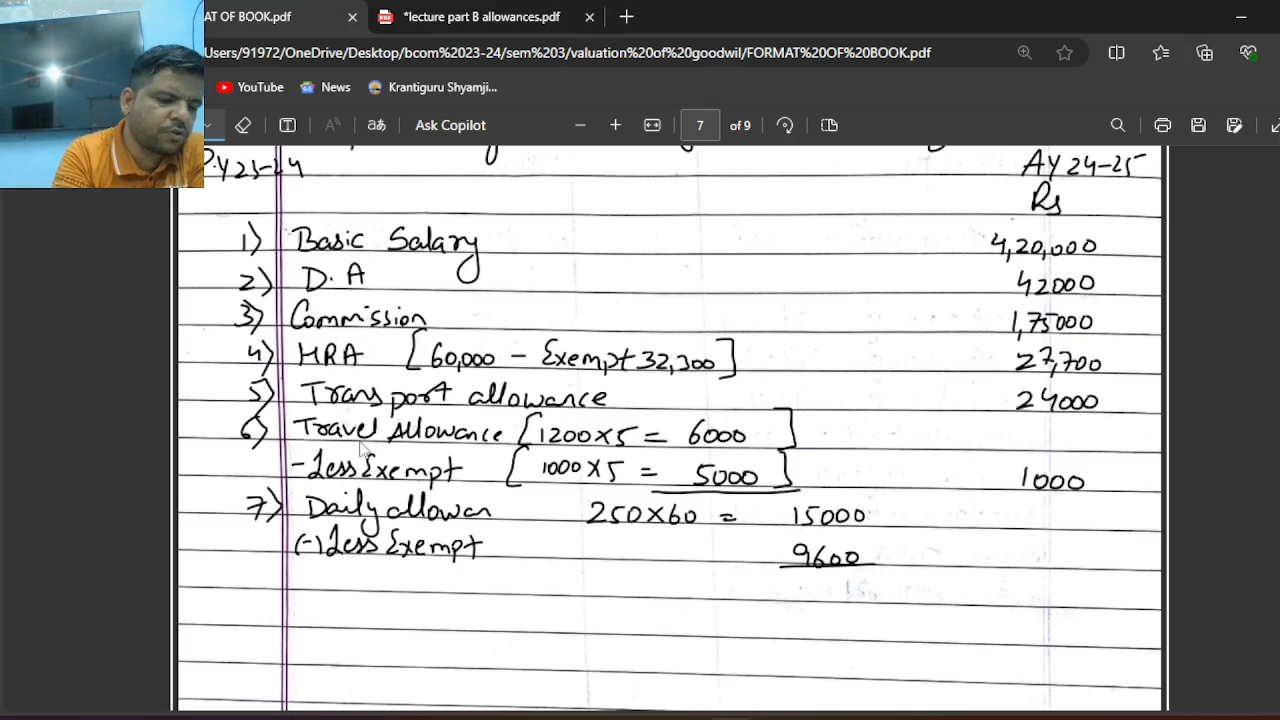 AT OF BOOK.pdf
*lecture part B allowances.pdf
Users/91972/OneDrive/Desktop/bcom%2023-24/sem%203/valuation%20of%20goodwil/FORMAT%20OF%20BOOK.pdf
YouTube
News
Krantiguru Shyamji...
Ask Copilot
7
of 9
P.Y 23-24
AY 24-25
Rs
1) Basic Salary 4,20,000
2) D.A 42000
3) Commission 1,75000
4) HRA [60,000 - Exempt 32,300] 27,700
5) Transport allowance 24000
6) Travel Allowance [1200×5 = 6000]
-Less Exempt [1000×5 = 5000] 1000
7) Daily allowan 250×60 = 15000
(-) Less Exempt 9600